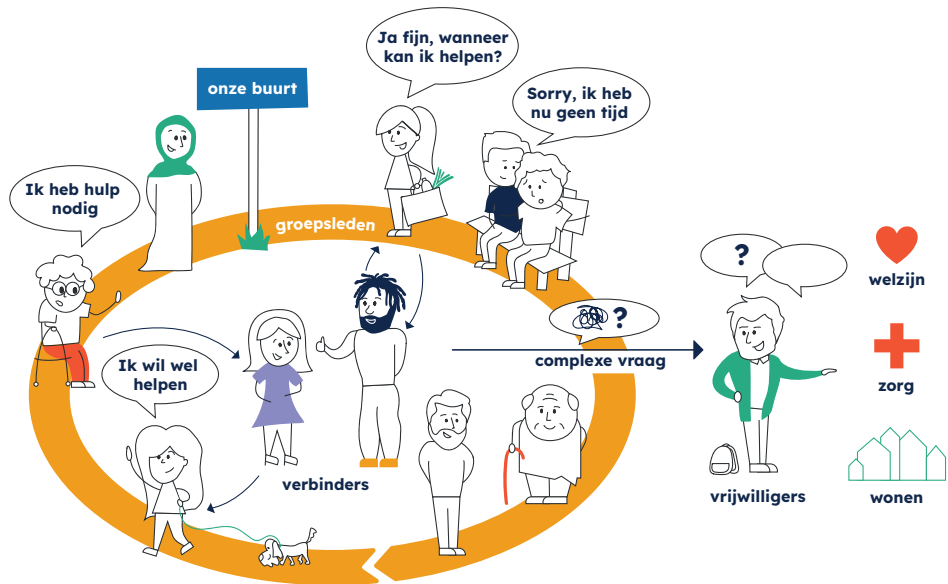 Ja fijn, wanneer
kan ik helpen?
onze buurt
Sorry, ik heb
nu geen tijd
Ik heb hulp
nodig
groepsleden
?
welzijn
?
complexe vraag
Ik wil wel
helpen
zorg
verbinders
vrijwilligers
wonen